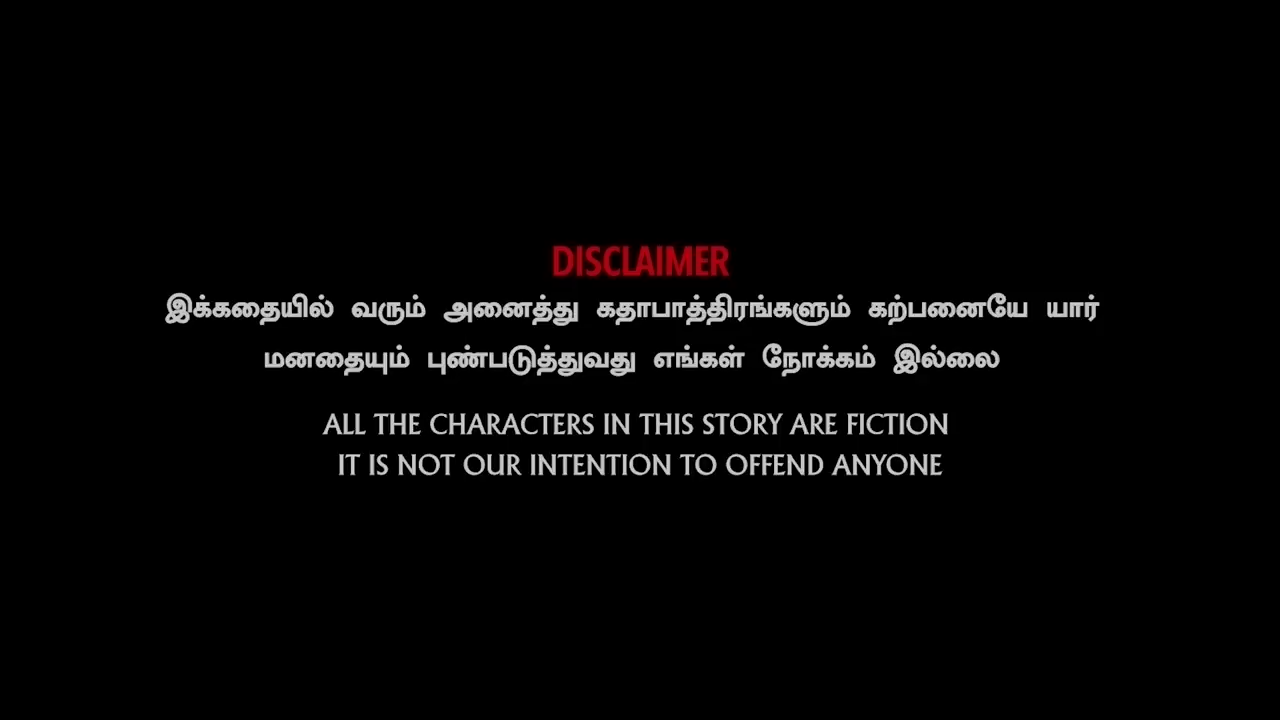 DISCLAIMER
இக்கதையில் வரும் அனைத்து கதாபாத்திரங்களும் கற்பனையே யார்
மனதையும் புண்படுத்துவது எங்கள் நோக்கம் இல்லை
ALL THE CHARACTERS IN THIS STORY ARE FICTION
IT IS NOT OUR INTENTION TO OFFEND ANYONE